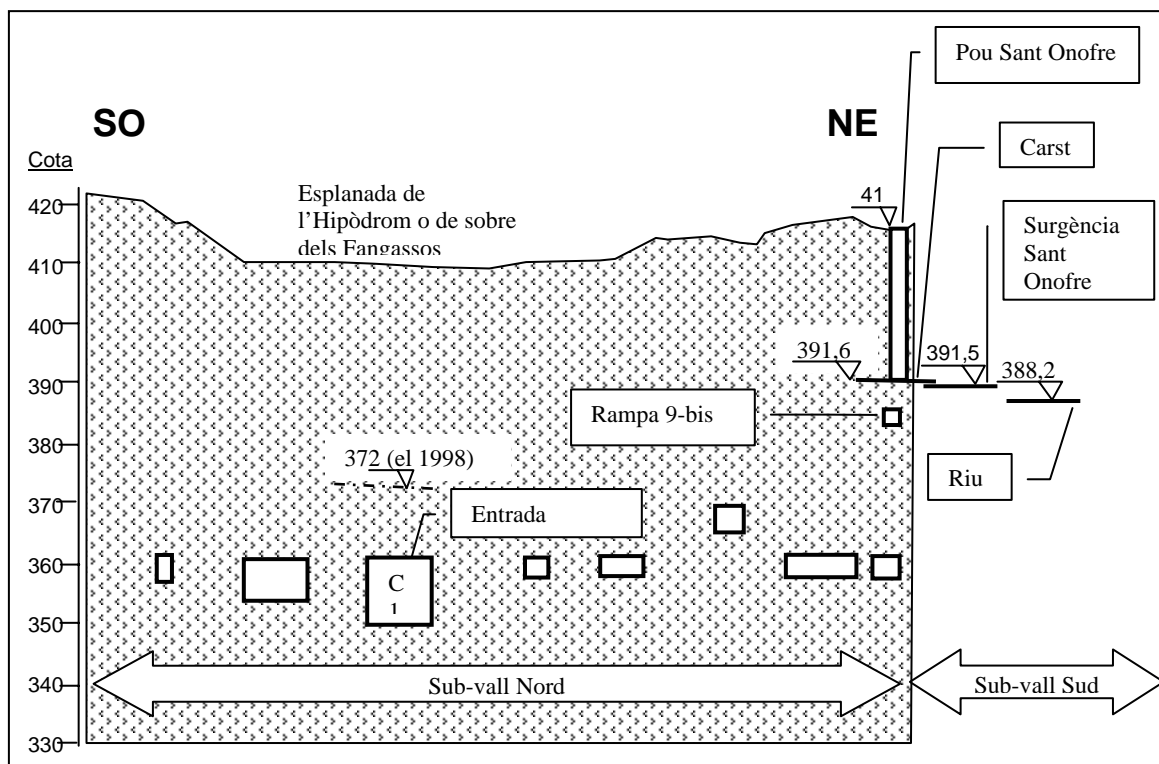 Pou Sant Onofre
SO
NE
Carst
Cota
Esplanada de
l'Hipòdrom o de sobre
dels Fangassos
41
Surgència
Sant
Onofre
420
410
400
391,6
391,5
388,2
390
Rampa 9-bis
380
372 (el 1998)
Riu
370
Entrada
360
C
350
Sub-vall Nord
Sub-vall Sud
340
330